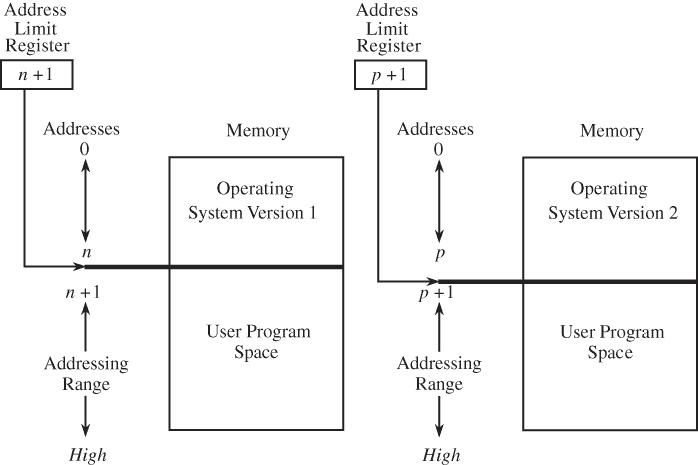 Address
Limit
Register
n + 1
Addresses
0
Memory
Operating
System Version 1
n
n + 1
User Program
Space
Addressing
Range
High
Address
Limit
Register
p + 1
Addresses
0
Memory
Operating
System Version 2
p
p + 1
User Program
Space
Addressing
Range
High